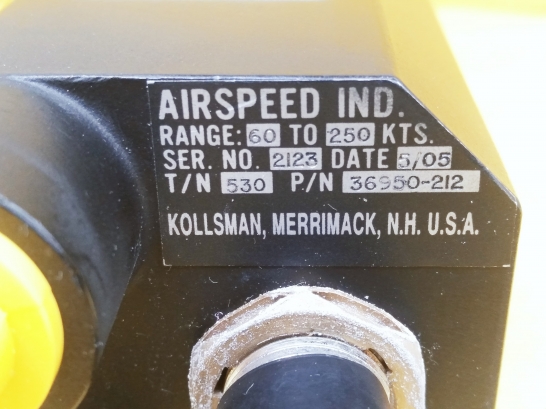 AIRSPEED IND.
RANGE: 60 TO 250 KTS.
SER. NO. 2123 DATE 5/05
T/N 530 P/N 36950-212
KOLLSMAN, MERRIMACK, N.H. U.S.A.